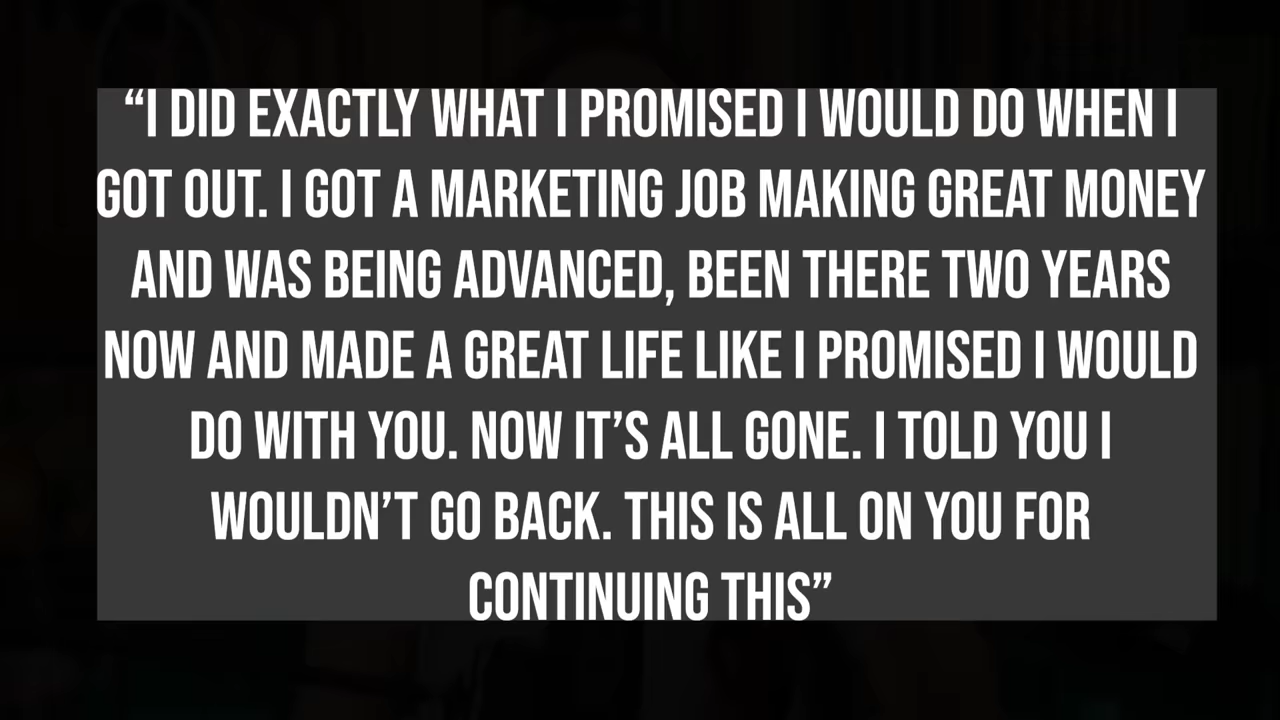 “I DID EXACTLY WHAT I PROMISED I WOULD DO WHEN I
GOT OUT. I GOT A MARKETING JOB MAKING GREAT MONEY
AND WAS BEING ADVANCED, BEEN THERE TWO YEARS
NOW AND MADE A GREAT LIFE LIKE I PROMISED I WOULD
DO WITH YOU. NOW IT’S ALL GONE. I TOLD YOU I
WOULDN’T GO BACK. THIS IS ALL ON YOU FOR
CONTINUING THIS”